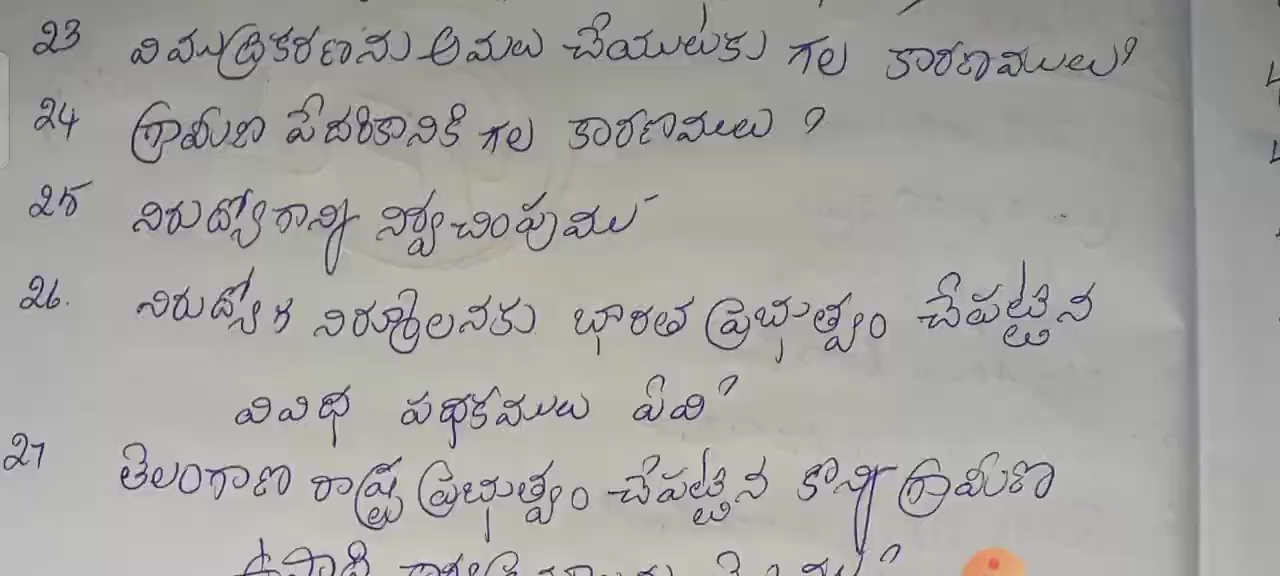 23 విముద్రీకరణను అమలు చేయుటకు గల కారణములు?
24 గ్రామీణ పేదరికానికి గల కారణములు ?
25 నిరుద్యోగాన్ని నిర్వచింపుము
26. నిరుద్యోగ నిర్మూలనకు భారత ప్రభుత్వం చేపట్టిన
వివిధ పథకములు ఏవి?
27 తెలంగాణ రాష్ట్ర ప్రభుత్వం చేపట్టిన కొన్ని గ్రామీణ
ఉపాధి